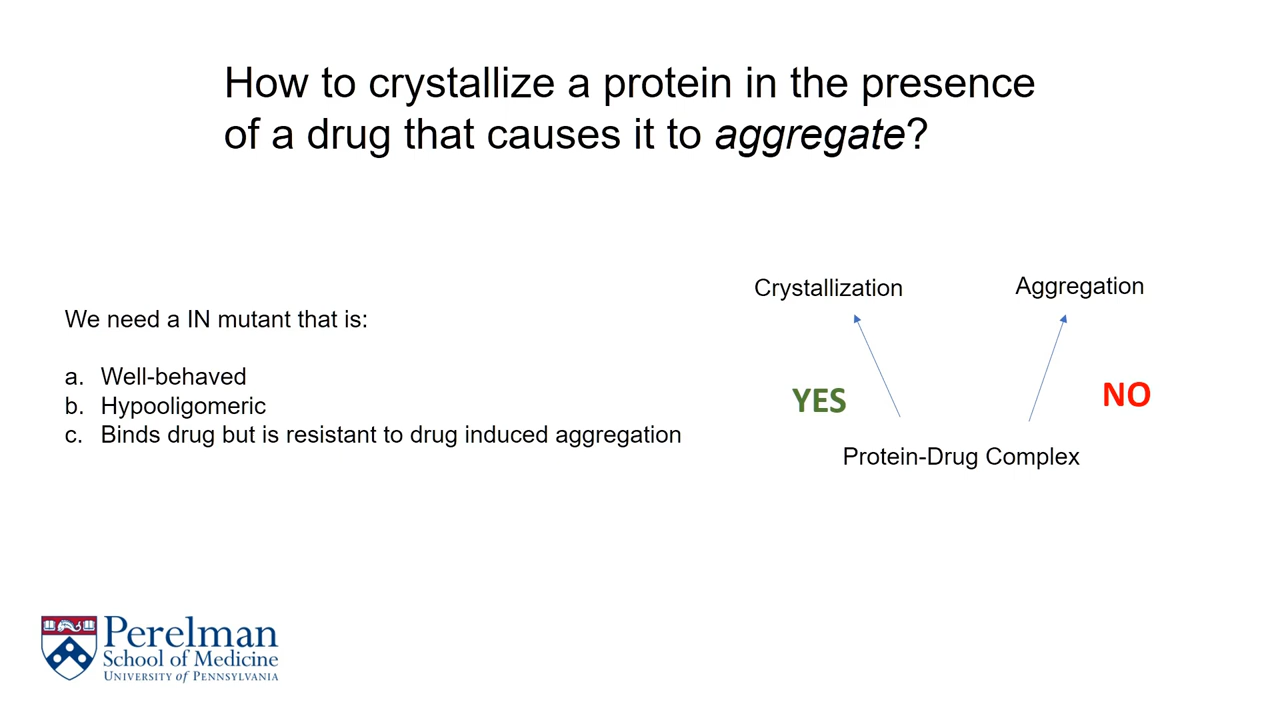 How to crystallize a protein in the presence
of a drug that causes it to aggregate?
We need a IN mutant that is:
a. Well-behaved
b. Hypooligomeric
c. Binds drug but is resistant to drug induced aggregation
Crystallization
Aggregation
YES
NO
Protein-Drug Complex
Perelman
School of Medicine
University of Pennsylvania